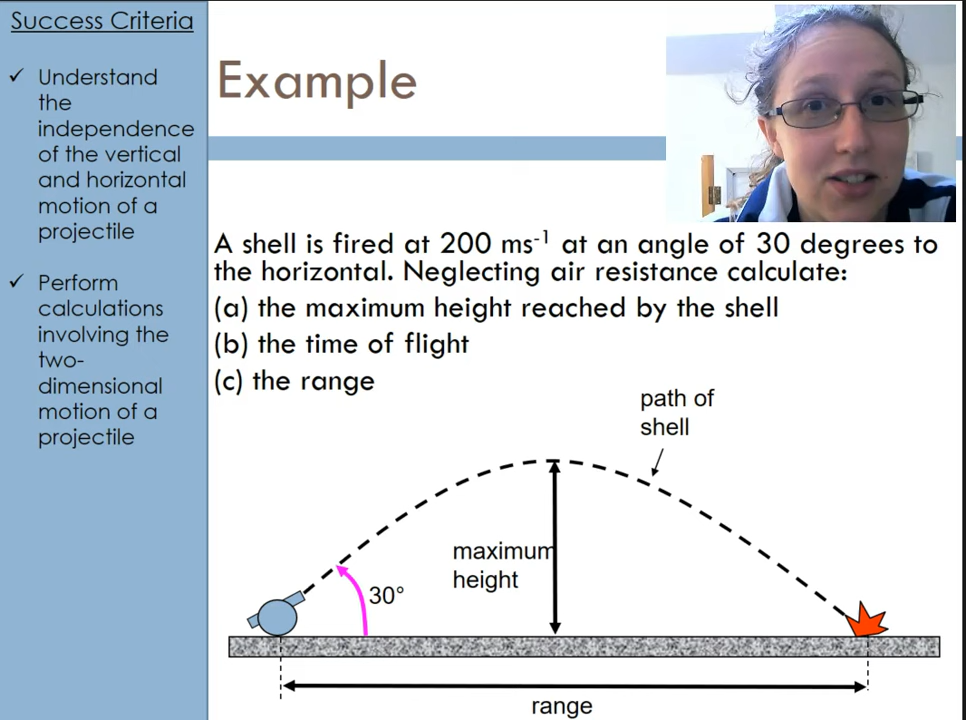 Success Criteria
✓ Understand
the
independence
of the vertical
and horizontal
motion of a
projectile
✓ Perform
calculations
involving the
two-
dimensional
motion of a
projectile
Example
A shell is fired at 200 ms⁻¹ at an angle of 30 degrees to
the horizontal. Neglecting air resistance calculate:
(a) the maximum height reached by the shell
(b) the time of flight
(c) the range
path of
shell
maximum
height
30°
range